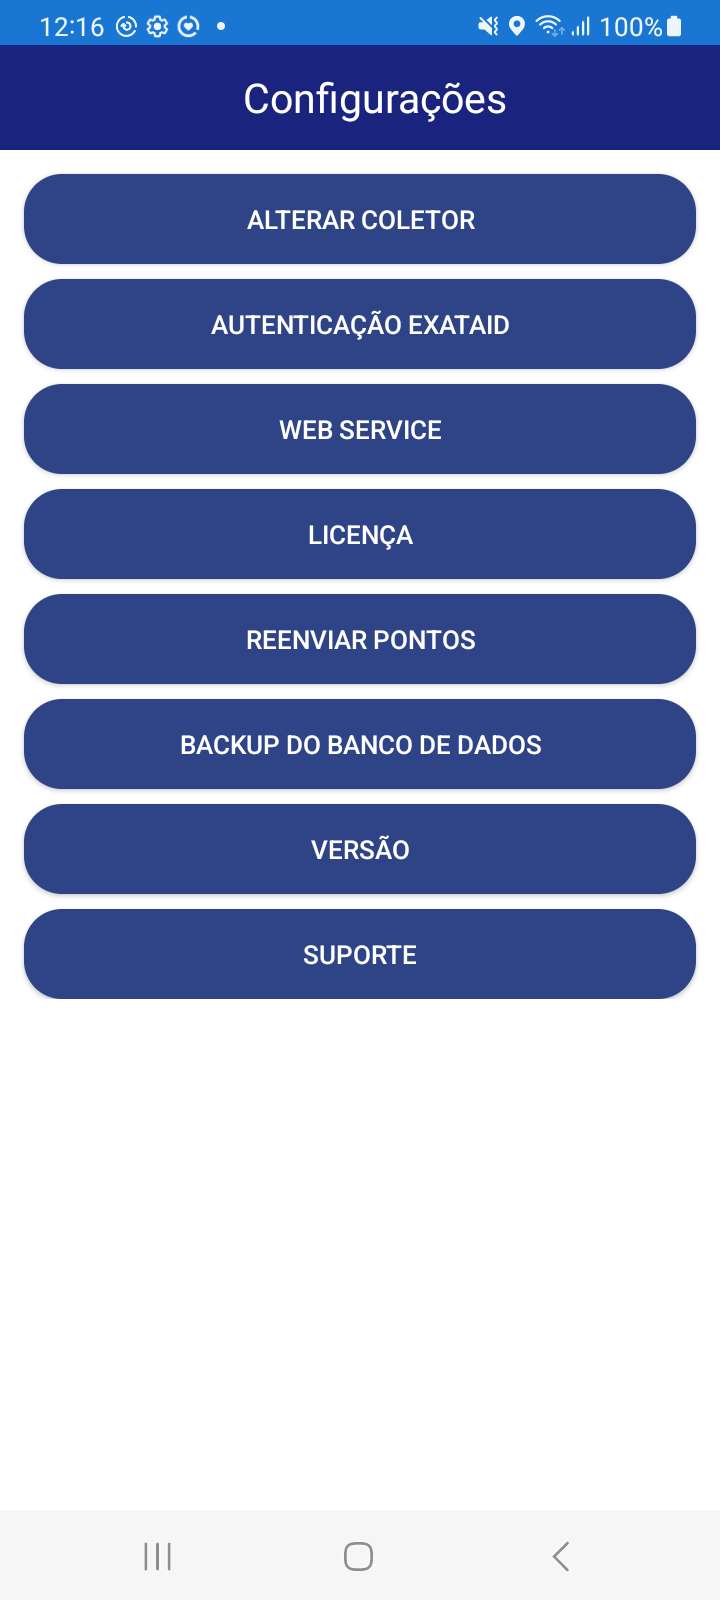 12:16 100%
Configurações
ALTERAR COLETOR
AUTENTICAÇÃO EXATAID
WEB SERVICE
LICENÇA
REENVIAR PONTOS
BACKUP DO BANCO DE DADOS
VERSÃO
SUPORTE